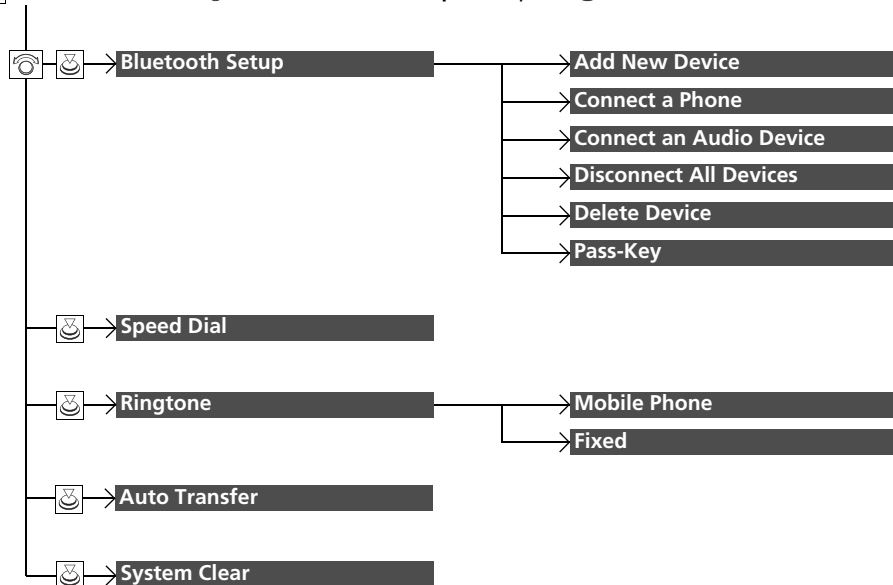 Bluetooth Setup
Add New Device
Connect a Phone
Connect an Audio Device
Disconnect All Devices
Delete Device
Pass-Key
Speed Dial
Ringtone
Mobile Phone
Fixed
Auto Transfer
System Clear